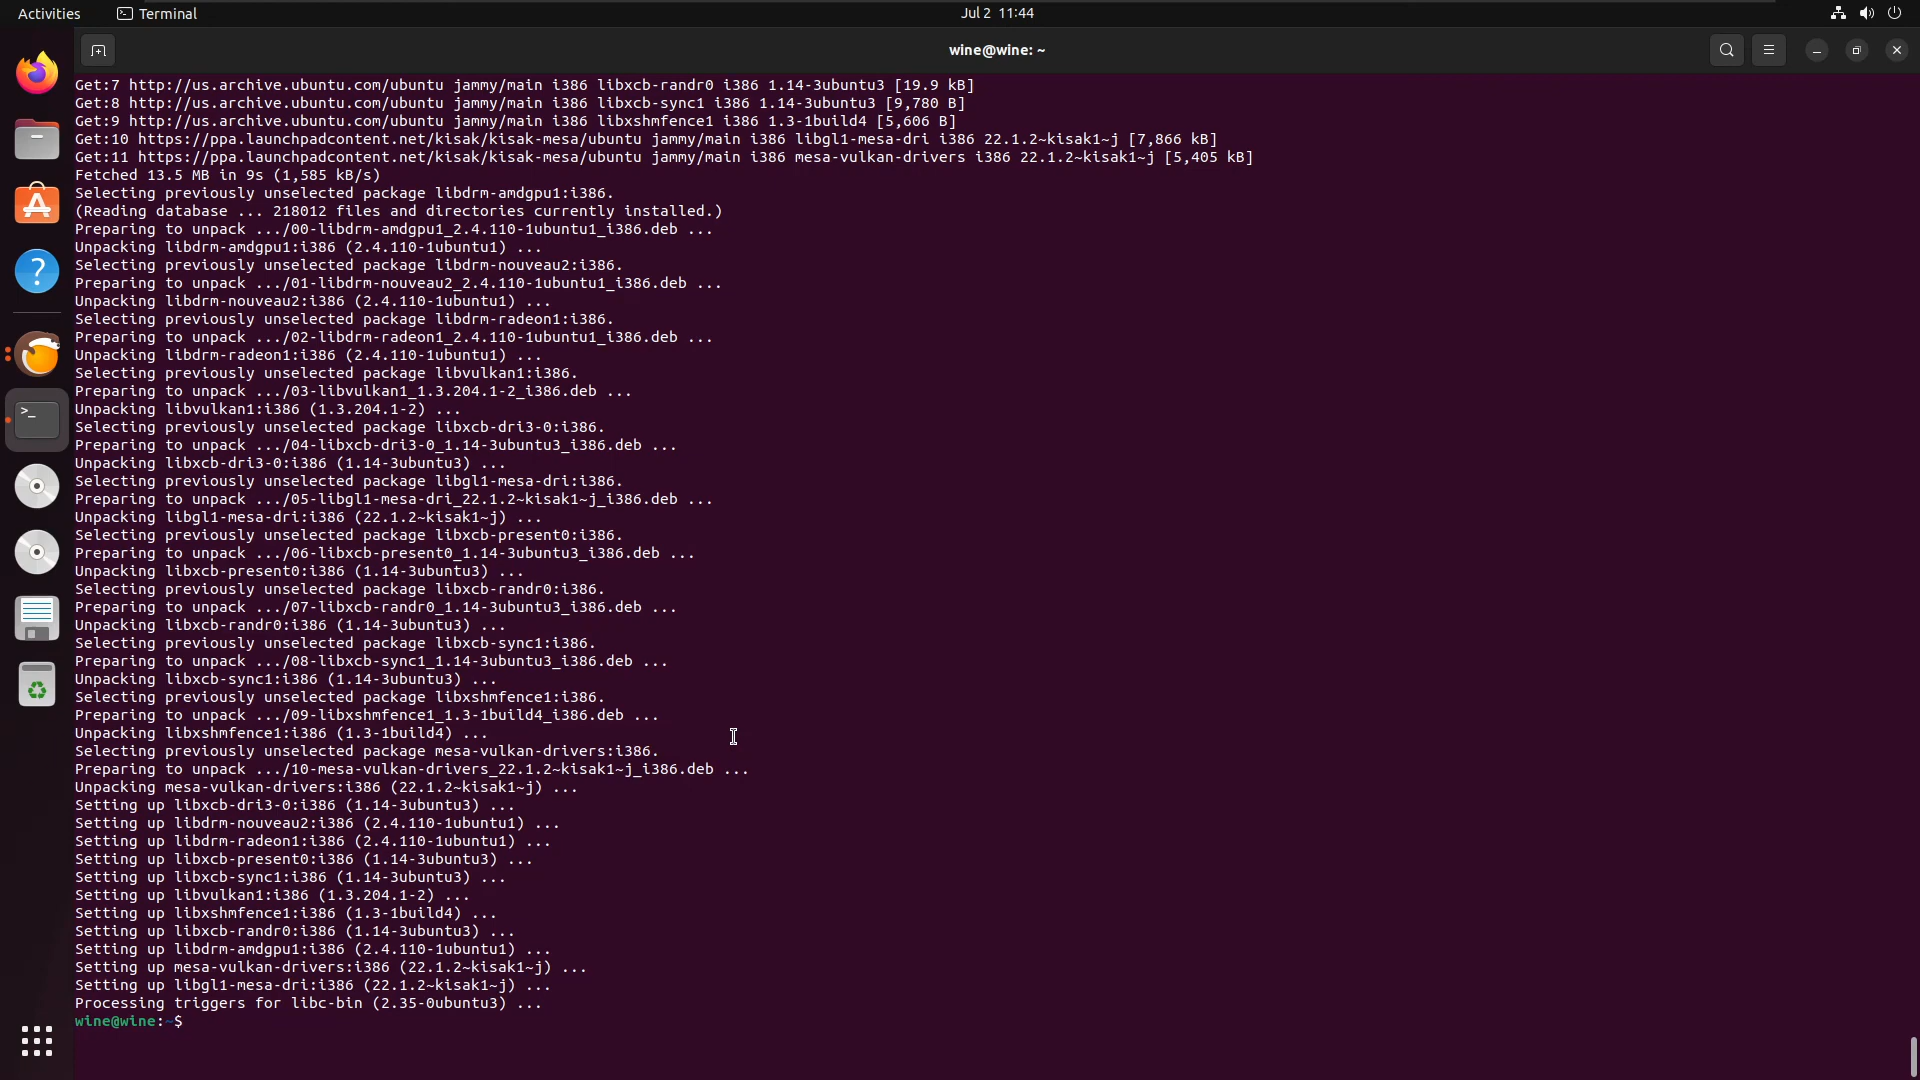 Activities
Terminal
Jul 2 11:44
wine@wine: ~
Get:7 http://us.archive.ubuntu.com/ubuntu jammy/main i386 libxcb-randr0 i386 1.14-3ubuntu3 [19.9 kB]
Get:8 http://us.archive.ubuntu.com/ubuntu jammy/main i386 libxcb-sync1 i386 1.14-3ubuntu3 [9,780 B]
Get:9 http://us.archive.ubuntu.com/ubuntu jammy/main i386 libxshmfence1 i386 1.3-1build4 [5,606 B]
Get:10 https://ppa.launchpadcontent.net/kisak/kisak-mesa/ubuntu jammy/main i386 libgl1-mesa-dri i386 22.1.2~kisak1~j [7,866 kB]
Get:11 https://ppa.launchpadcontent.net/kisak/kisak-mesa/ubuntu jammy/main i386 mesa-vulkan-drivers i386 22.1.2~kisak1~j [5,405 kB]
Fetched 13.5 MB in 9s (1,585 kB/s)
Selecting previously unselected package libdrm-amdgpu1:i386.
(Reading database ... 218012 files and directories currently installed.)
Preparing to unpack .../00-libdrm-amdgpu1_2.4.110-1ubuntu1_i386.deb ...
Unpacking libdrm-amdgpu1:i386 (2.4.110-1ubuntu1) ...
Selecting previously unselected package libdrm-nouveau2:i386.
Preparing to unpack .../01-libdrm-nouveau2_2.4.110-1ubuntu1_i386.deb ...
Unpacking libdrm-nouveau2:i386 (2.4.110-1ubuntu1) ...
Selecting previously unselected package libdrm-radeon1:i386.
Preparing to unpack .../02-libdrm-radeon1_2.4.110-1ubuntu1_i386.deb ...
Unpacking libdrm-radeon1:i386 (2.4.110-1ubuntu1) ...
Selecting previously unselected package libvulkan1:i386.
Preparing to unpack .../03-libvulkan1_1.3.204.1-2_i386.deb ...
Unpacking libvulkan1:i386 (1.3.204.1-2) ...
Selecting previously unselected package libxcb-dri3-0:i386.
Preparing to unpack .../04-libxcb-dri3-0_1.14-3ubuntu3_i386.deb ...
Unpacking libxcb-dri3-0:i386 (1.14-3ubuntu3) ...
Selecting previously unselected package libgl1-mesa-dri:i386.
Preparing to unpack .../05-libgl1-mesa-dri_22.1.2~kisak1~j_i386.deb ...
Unpacking libgl1-mesa-dri:i386 (22.1.2~kisak1~j) ...
Selecting previously unselected package libxcb-present0:i386.
Preparing to unpack .../06-libxcb-present0_1.14-3ubuntu3_i386.deb ...
Unpacking libxcb-present0:i386 (1.14-3ubuntu3) ...
Selecting previously unselected package libxcb-randr0:i386.
Preparing to unpack .../07-libxcb-randr0_1.14-3ubuntu3_i386.deb ...
Unpacking libxcb-randr0:i386 (1.14-3ubuntu3) ...
Selecting previously unselected package libxcb-sync1:i386.
Preparing to unpack .../08-libxcb-sync1_1.14-3ubuntu3_i386.deb ...
Unpacking libxcb-sync1:i386 (1.14-3ubuntu3) ...
Selecting previously unselected package libxshmfence1:i386.
Preparing to unpack .../09-libxshmfence1_1.3-1build4_i386.deb ...
Unpacking libxshmfence1:i386 (1.3-1build4) ...
Selecting previously unselected package mesa-vulkan-drivers:i386.
Preparing to unpack .../10-mesa-vulkan-drivers_22.1.2~kisak1~j_i386.deb ...
Unpacking mesa-vulkan-drivers:i386 (22.1.2~kisak1~j) ...
Setting up libxcb-dri3-0:i386 (1.14-3ubuntu3) ...
Setting up libdrm-nouveau2:i386 (2.4.110-1ubuntu1) ...
Setting up libdrm-radeon1:i386 (2.4.110-1ubuntu1) ...
Setting up libxcb-present0:i386 (1.14-3ubuntu3) ...
Setting up libxcb-sync1:i386 (1.14-3ubuntu3) ...
Setting up libvulkan1:i386 (1.3.204.1-2) ...
Setting up libxshmfence1:i386 (1.3-1build4) ...
Setting up libxcb-randr0:i386 (1.14-3ubuntu3) ...
Setting up libdrm-amdgpu1:i386 (2.4.110-1ubuntu1) ...
Setting up mesa-vulkan-drivers:i386 (22.1.2~kisak1~j) ...
Setting up libgl1-mesa-dri:i386 (22.1.2~kisak1~j) ...
Processing triggers for libc-bin (2.35-0ubuntu3) ...
wine@wine:~$